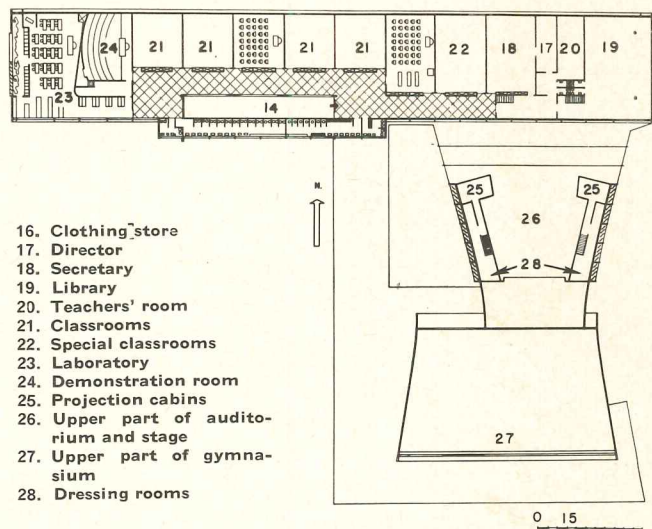 24
21
21
21
21
22
18
17
20
19
23
14
N.
25
25
26
28
27
16. Clothing store
17. Director
18. Secretary
19. Library
20. Teachers' room
21. Classrooms
22. Special classrooms
23. Laboratory
24. Demonstration room
25. Projection cabins
26. Upper part of audito-
rium and stage
27. Upper part of gymna-
sium
28. Dressing rooms
0 15